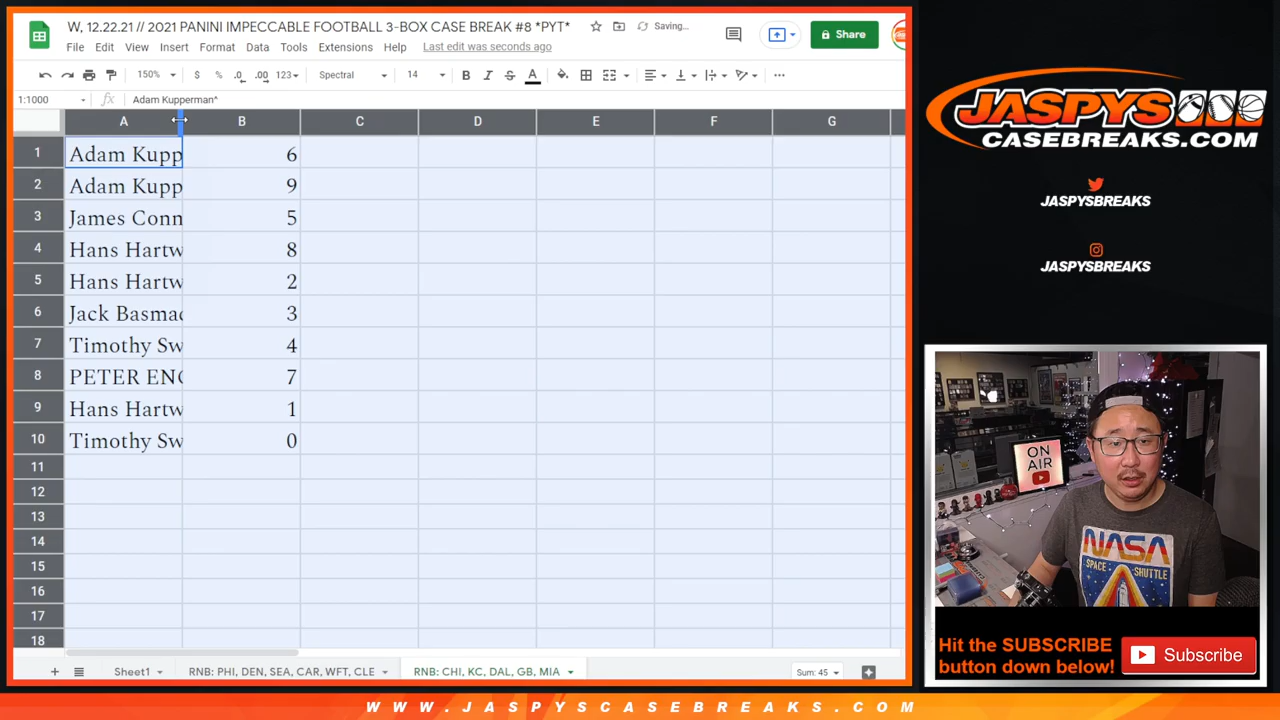 W, 12.22.21 // 2021 PANINI IMPECCABLE FOOTBALL 3-BOX CASE BREAK #8 *PYT*
Saving...
File Edit View Insert Format Data Tools Extensions Help Last edit was seconds ago
Share
150% $ % .0 .00 123 Spectral 14 B I S A
1:1000 fx Adam Kupperman^
A B C D E F G
1 Adam Kupp 6
2 Adam Kupp 9
3 James Conn 5
4 Hans Hartw 8
5 Hans Hartw 2
6 Jack Basmac 3
7 Timothy Sw 4
8 PETER ENG 7
9 Hans Hartw 1
10 Timothy Sw 0
11
12
13
14
15
16
17
18
Sheet1 RNB: PHI, DEN, SEA, CAR, WFT, CLE RNB: CHI, KC, DAL, GB, MIA Sum: 45
JASPYS
CASEBREAKS.COM
JASPYSBREAKS
JASPYSBREAKS
ON
AIR
NASA
SPACE SHUTTLE
Hit the SUBSCRIBE
button down below!
Subscribe
WWW.JASPYSCASEBREAKS.COM